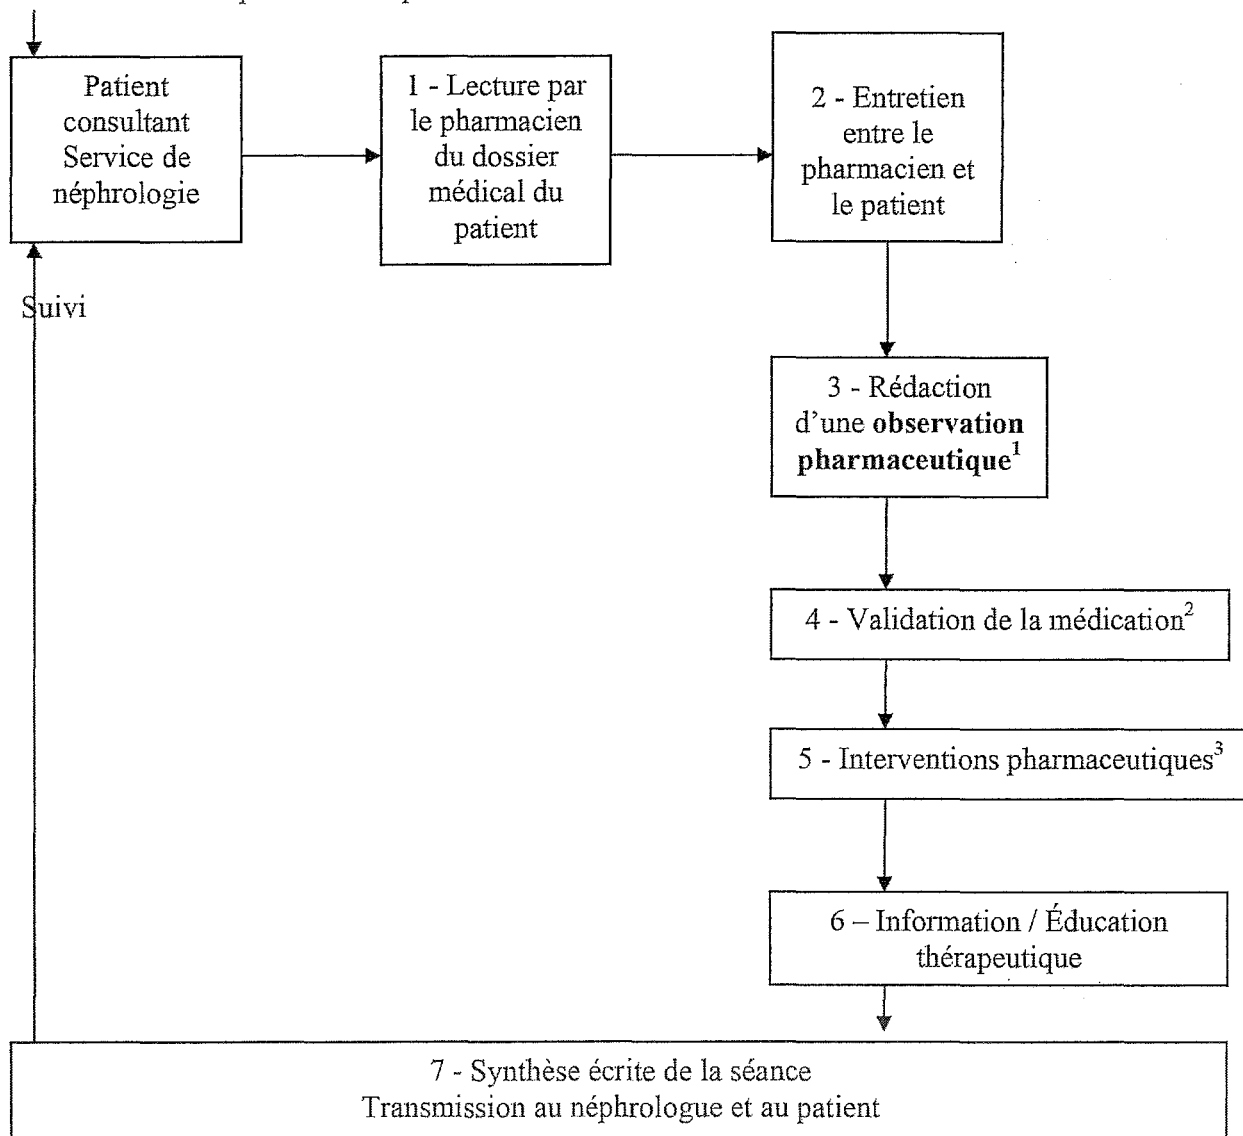 Patient
consultant
Service de
néphrologie
1 - Lecture par
le pharmacien
du dossier
médical du
patient
2 - Entretien
entre le
pharmacien et
le patient
Suivi
3 - Rédaction
d'une observation
pharmaceutique¹
4 - Validation de la médication²
5 - Interventions pharmaceutiques³
6 – Information / Éducation
thérapeutique
7 - Synthèse écrite de la séance
Transmission au néphrologue et au patient